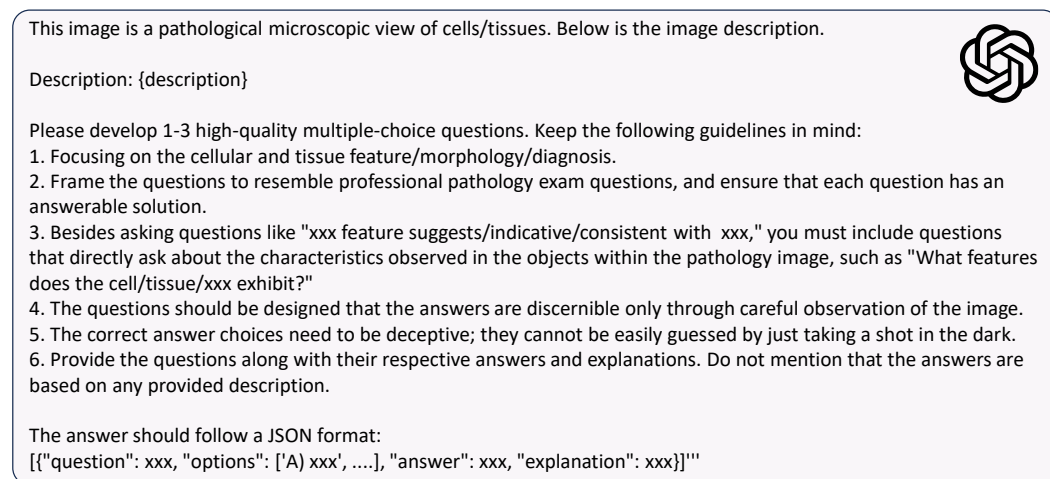 This image is a pathological microscopic view of cells/tissues. Below is the image description.
Description: {description}
Please develop 1-3 high-quality multiple-choice questions. Keep the following guidelines in mind:
1. Focusing on the cellular and tissue feature/morphology/diagnosis.
2. Frame the questions to resemble professional pathology exam questions, and ensure that each question has an
answerable solution.
3. Besides asking questions like "xxx feature suggests/indicative/consistent with  xxx," you must include questions
that directly ask about the characteristics observed in the objects within the pathology image, such as "What features
does the cell/tissue/xxx exhibit?"
4. The questions should be designed that the answers are discernible only through careful observation of the image.
5. The correct answer choices need to be deceptive; they cannot be easily guessed by just taking a shot in the dark.
6. Provide the questions along with their respective answers and explanations. Do not mention that the answers are
based on any provided description.
The answer should follow a JSON format:
[{"question": xxx, "options": ['A) xxx', ....], "answer": xxx, "explanation": xxx}]'''